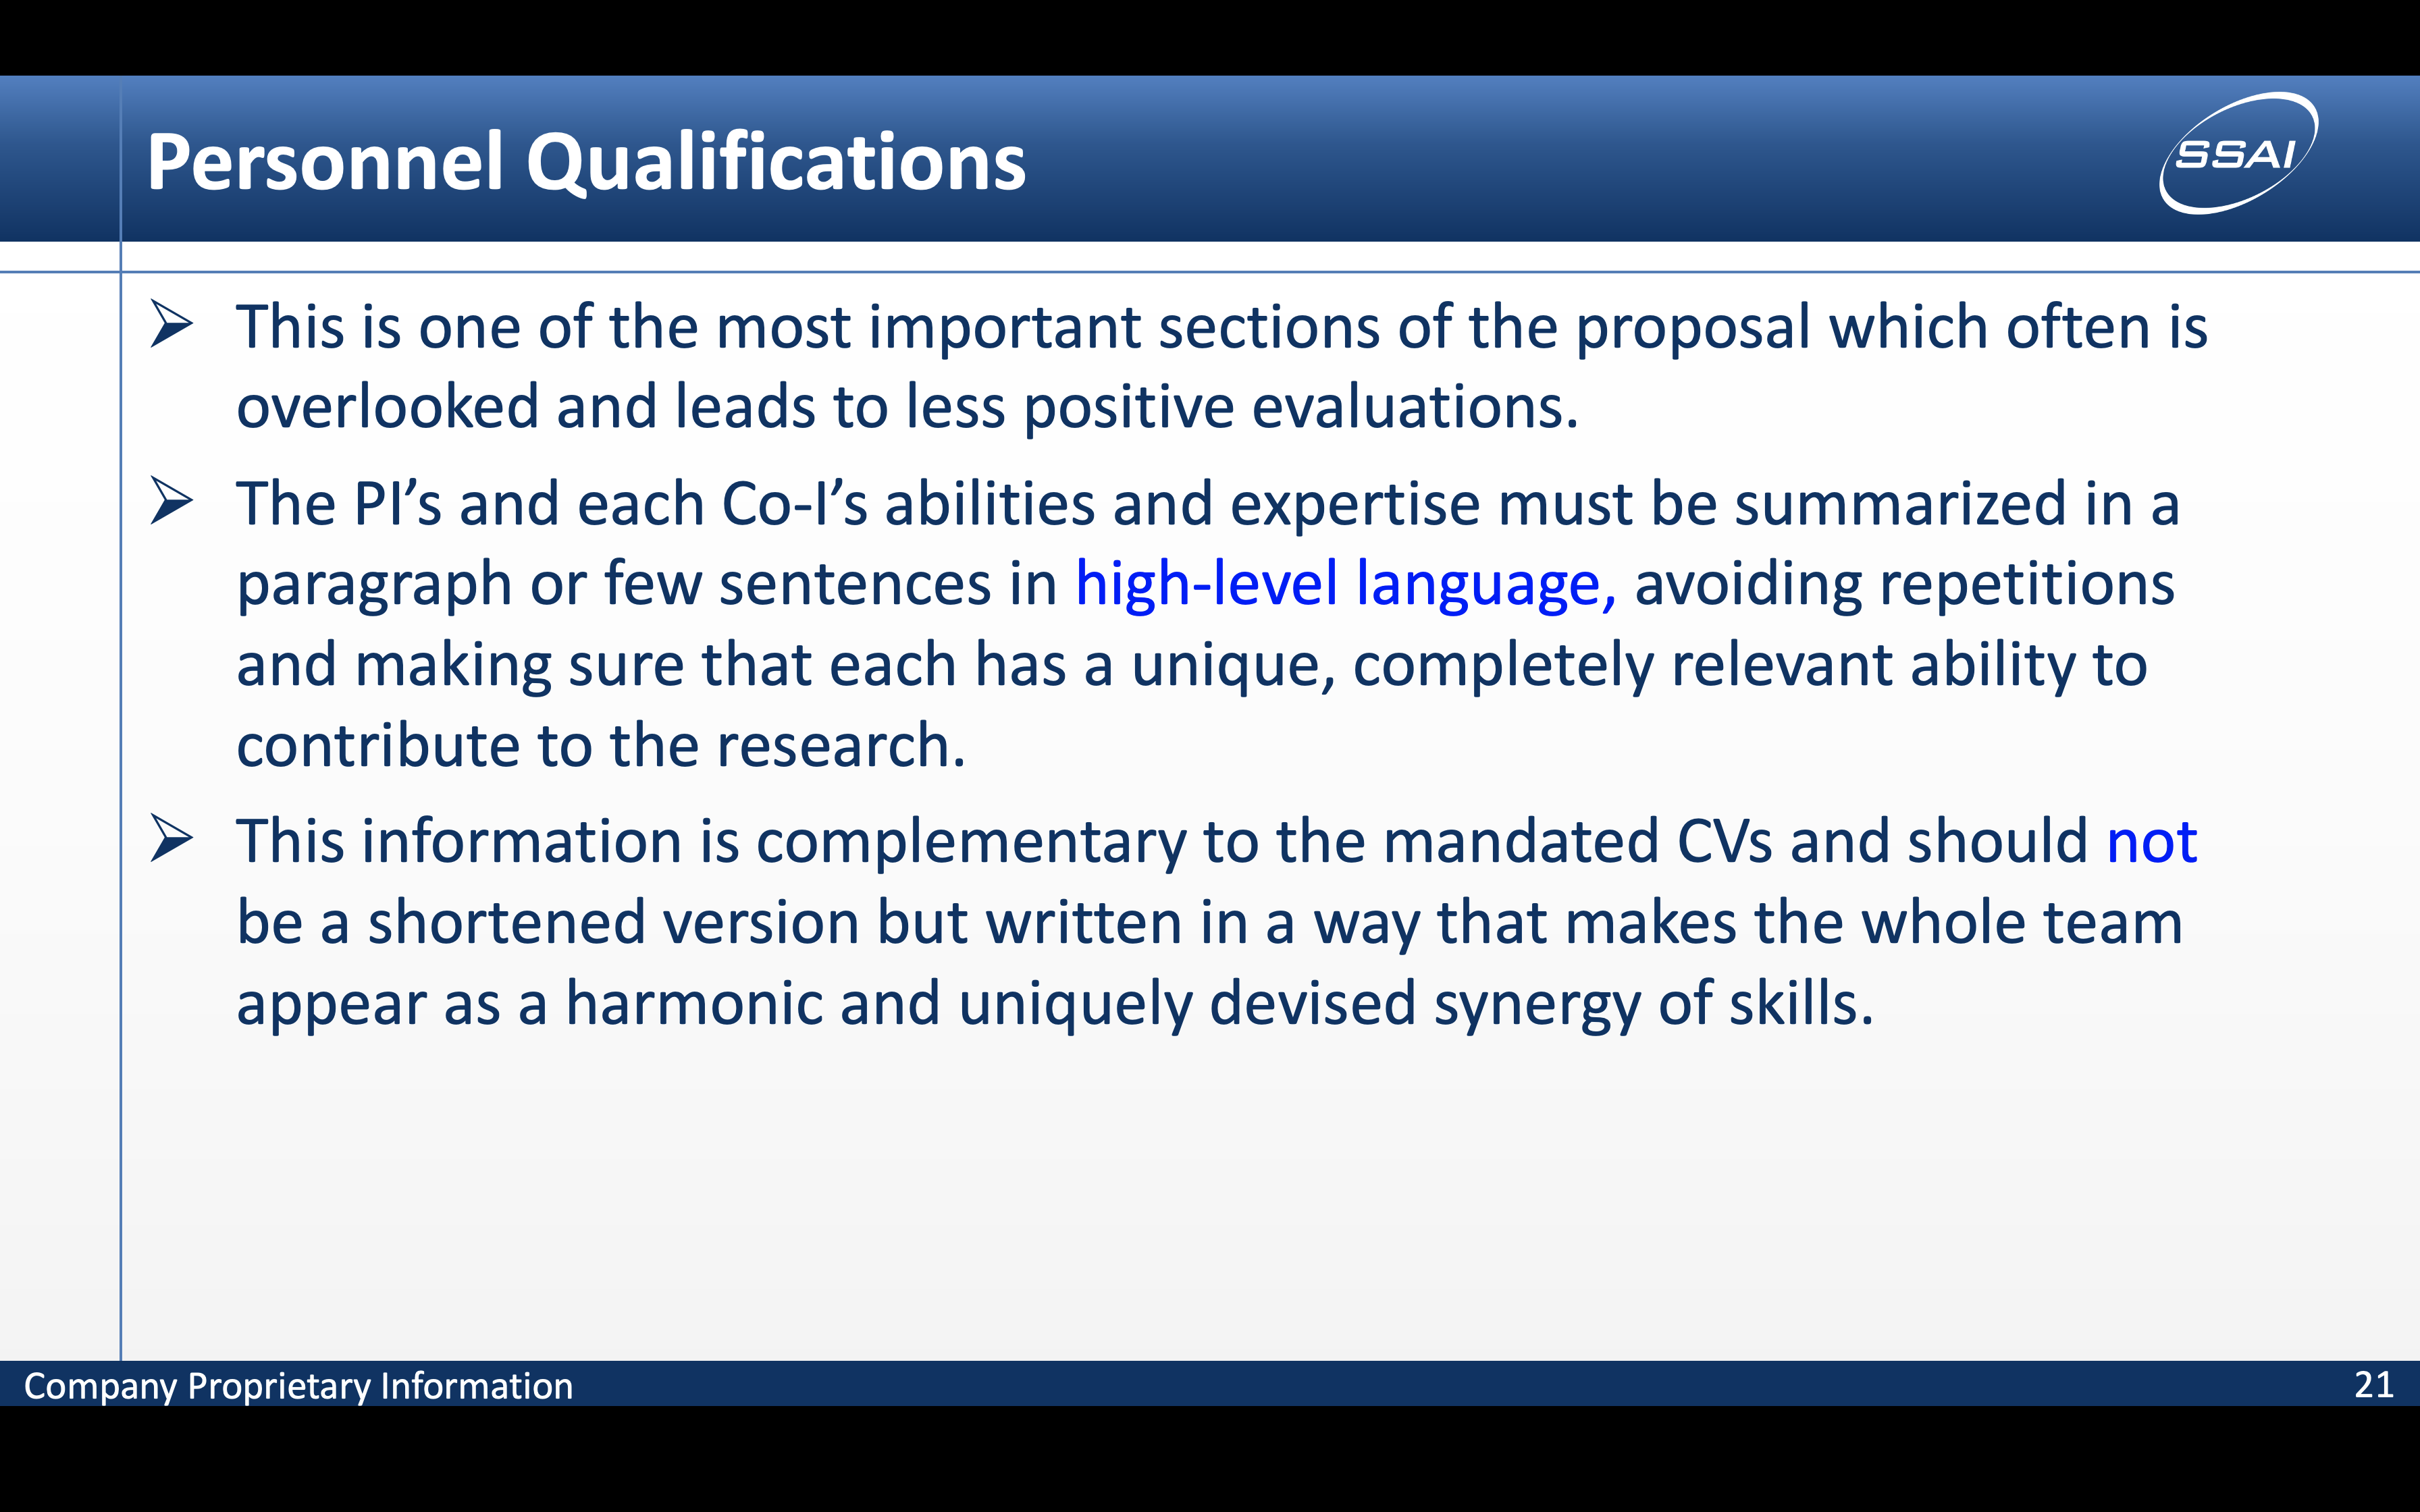 Personnel Qualifications
SSAI
This is one of the most important sections of the proposal which often is
overlooked and leads to less positive evaluations.
The PI’s and each Co-I’s abilities and expertise must be summarized in a
paragraph or few sentences in high-level language, avoiding repetitions
and making sure that each has a unique, completely relevant ability to
contribute to the research.
This information is complementary to the mandated CVs and should not
be a shortened version but written in a way that makes the whole team
appear as a harmonic and uniquely devised synergy of skills.
Company Proprietary Information
21